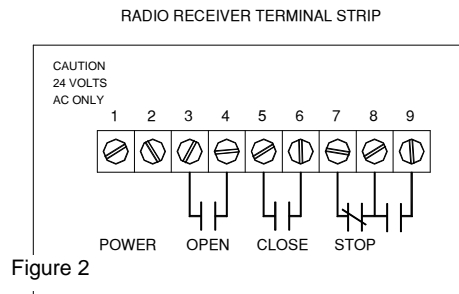 RADIO RECEIVER TERMINAL STRIP
CAUTION
24 VOLTS
AC ONLY
1 2 3 4 5 6 7 8 9
POWER OPEN CLOSE STOP
Figure 2